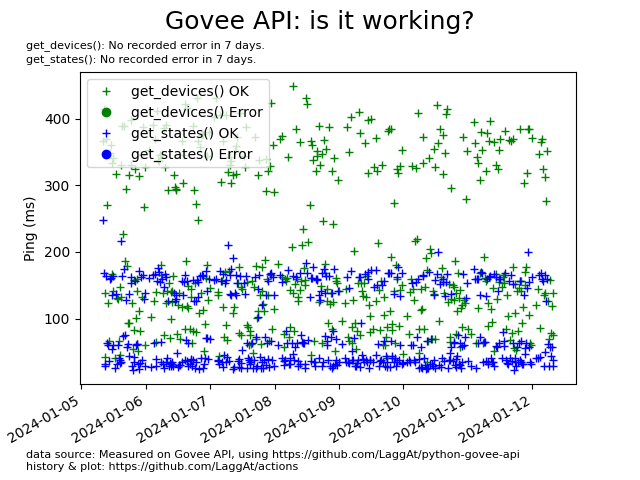 Govee API: is it working?
get_devices(): No recorded error in 7 days.
get_states(): No recorded error in 7 days.
get_devices() OK
get_devices() Error
get_states() OK
get_states() Error
400
300
200
100
Ping (ms)
2024-01-05
2024-01-06
2024-01-07
2024-01-08
2024-01-09
2024-01-10
2024-01-11
2024-01-12
data source: Measured on Govee API, using https://github.com/LaggAt/python-govee-api
history & plot: https://github.com/LaggAt/actions